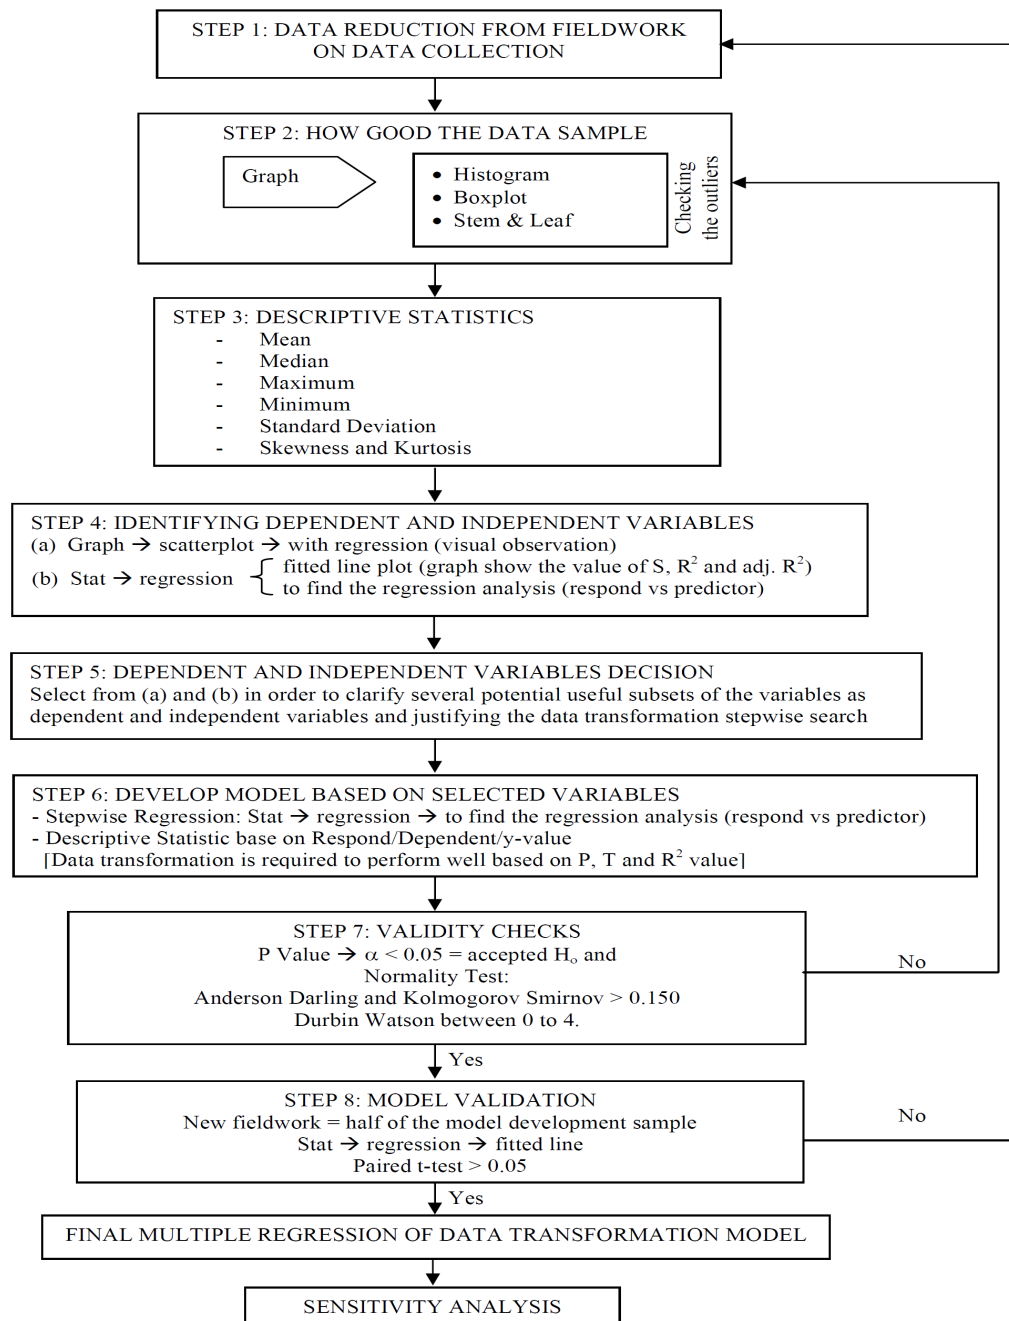 STEP 1: DATA REDUCTION FROM FIELDWORK
ON DATA COLLECTION
STEP 2: HOW GOOD THE DATA SAMPLE
Graph
• Histogram
• Boxplot
• Stem & Leaf
Checking
the outliers
STEP 3: DESCRIPTIVE STATISTICS
- Mean
- Median
- Maximum
- Minimum
- Standard Deviation
- Skewness and Kurtosis
STEP 4: IDENTIFYING DEPENDENT AND INDEPENDENT VARIABLES
(a) Graph → scatterplot → with regression (visual observation)
(b) Stat → regression { fitted line plot (graph show the value of S, R² and adj. R²)
to find the regression analysis (respond vs predictor)
STEP 5: DEPENDENT AND INDEPENDENT VARIABLES DECISION
Select from (a) and (b) in order to clarify several potential useful subsets of the variables as
dependent and independent variables and justifying the data transformation stepwise search
STEP 6: DEVELOP MODEL BASED ON SELECTED VARIABLES
- Stepwise Regression: Stat → regression → to find the regression analysis (respond vs predictor)
- Descriptive Statistic base on Respond/Dependent/y-value
[Data transformation is required to perform well based on P, T and R² value]
STEP 7: VALIDITY CHECKS
P Value → α < 0.05 = accepted Hₒ and
Normality Test:
Anderson Darling and Kolmogorov Smirnov > 0.150
Durbin Watson between 0 to 4.
No
Yes
STEP 8: MODEL VALIDATION
New fieldwork = half of the model development sample
Stat → regression → fitted line
Paired t-test > 0.05
No
Yes
FINAL MULTIPLE REGRESSION OF DATA TRANSFORMATION MODEL
SENSITIVITY ANALYSIS